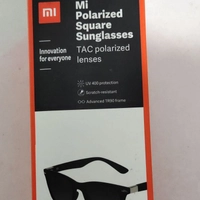 mi
Innovation
for everyone
Mi
Polarized
Square
Sunglasses
TAC polarized
lenses
UV 400 protection
Scratch-resistant
Advanced TR90 frame